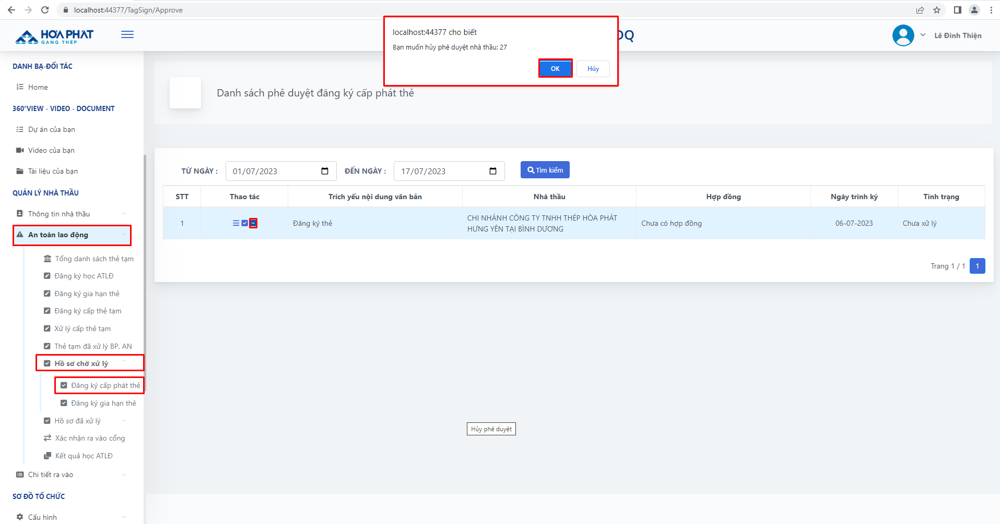 localhost:44377/TagSign/Approve
HÒA PHÁT
GANG THÉP
DQ
Lê Đình Thiện
localhost:44377 cho biết
Bạn muốn hủy phê duyệt nhà thầu: 27
OK
Hủy
DANH BẠ-ĐỐI TÁC
Home
360°VIEW - VIDEO - DOCUMENT
Dự án của bạn
Video của bạn
Tài liệu của bạn
QUẢN LÝ NHÀ THẦU
Thông tin nhà thầu
An toàn lao động
Tổng danh sách thẻ tạm
Đăng ký học ATLĐ
Đăng ký gia hạn thẻ
Đăng ký cấp thẻ tạm
Xử lý cấp thẻ tạm
Thẻ tạm đã xử lý BP. AN
Hồ sơ chờ xử lý
Đăng ký cấp phát thẻ
Đăng ký gia hạn thẻ
Hồ sơ đã xử lý
Xác nhận ra vào cổng
Kết quả học ATLĐ
Chi tiết ra vào
SƠ ĐỒ TỔ CHỨC
Cấu hình
Danh sách phê duyệt đăng ký cấp phát thẻ
TỪ NGÀY : 01/07/2023 ĐẾN NGÀY : 17/07/2023 Tìm kiếm
STT Thao tác Trích yếu nội dung văn bản Nhà thầu Hợp đồng Ngày trình ký Tình trạng
1 Đăng ký thẻ CHI NHÁNH CÔNG TY TNHH THÉP HÒA PHÁT HƯNG YÊN TẠI BÌNH DƯƠNG Chưa có hợp đồng 06-07-2023 Chưa xử lý
Trang 1 / 1 1
Hủy phê duyệt